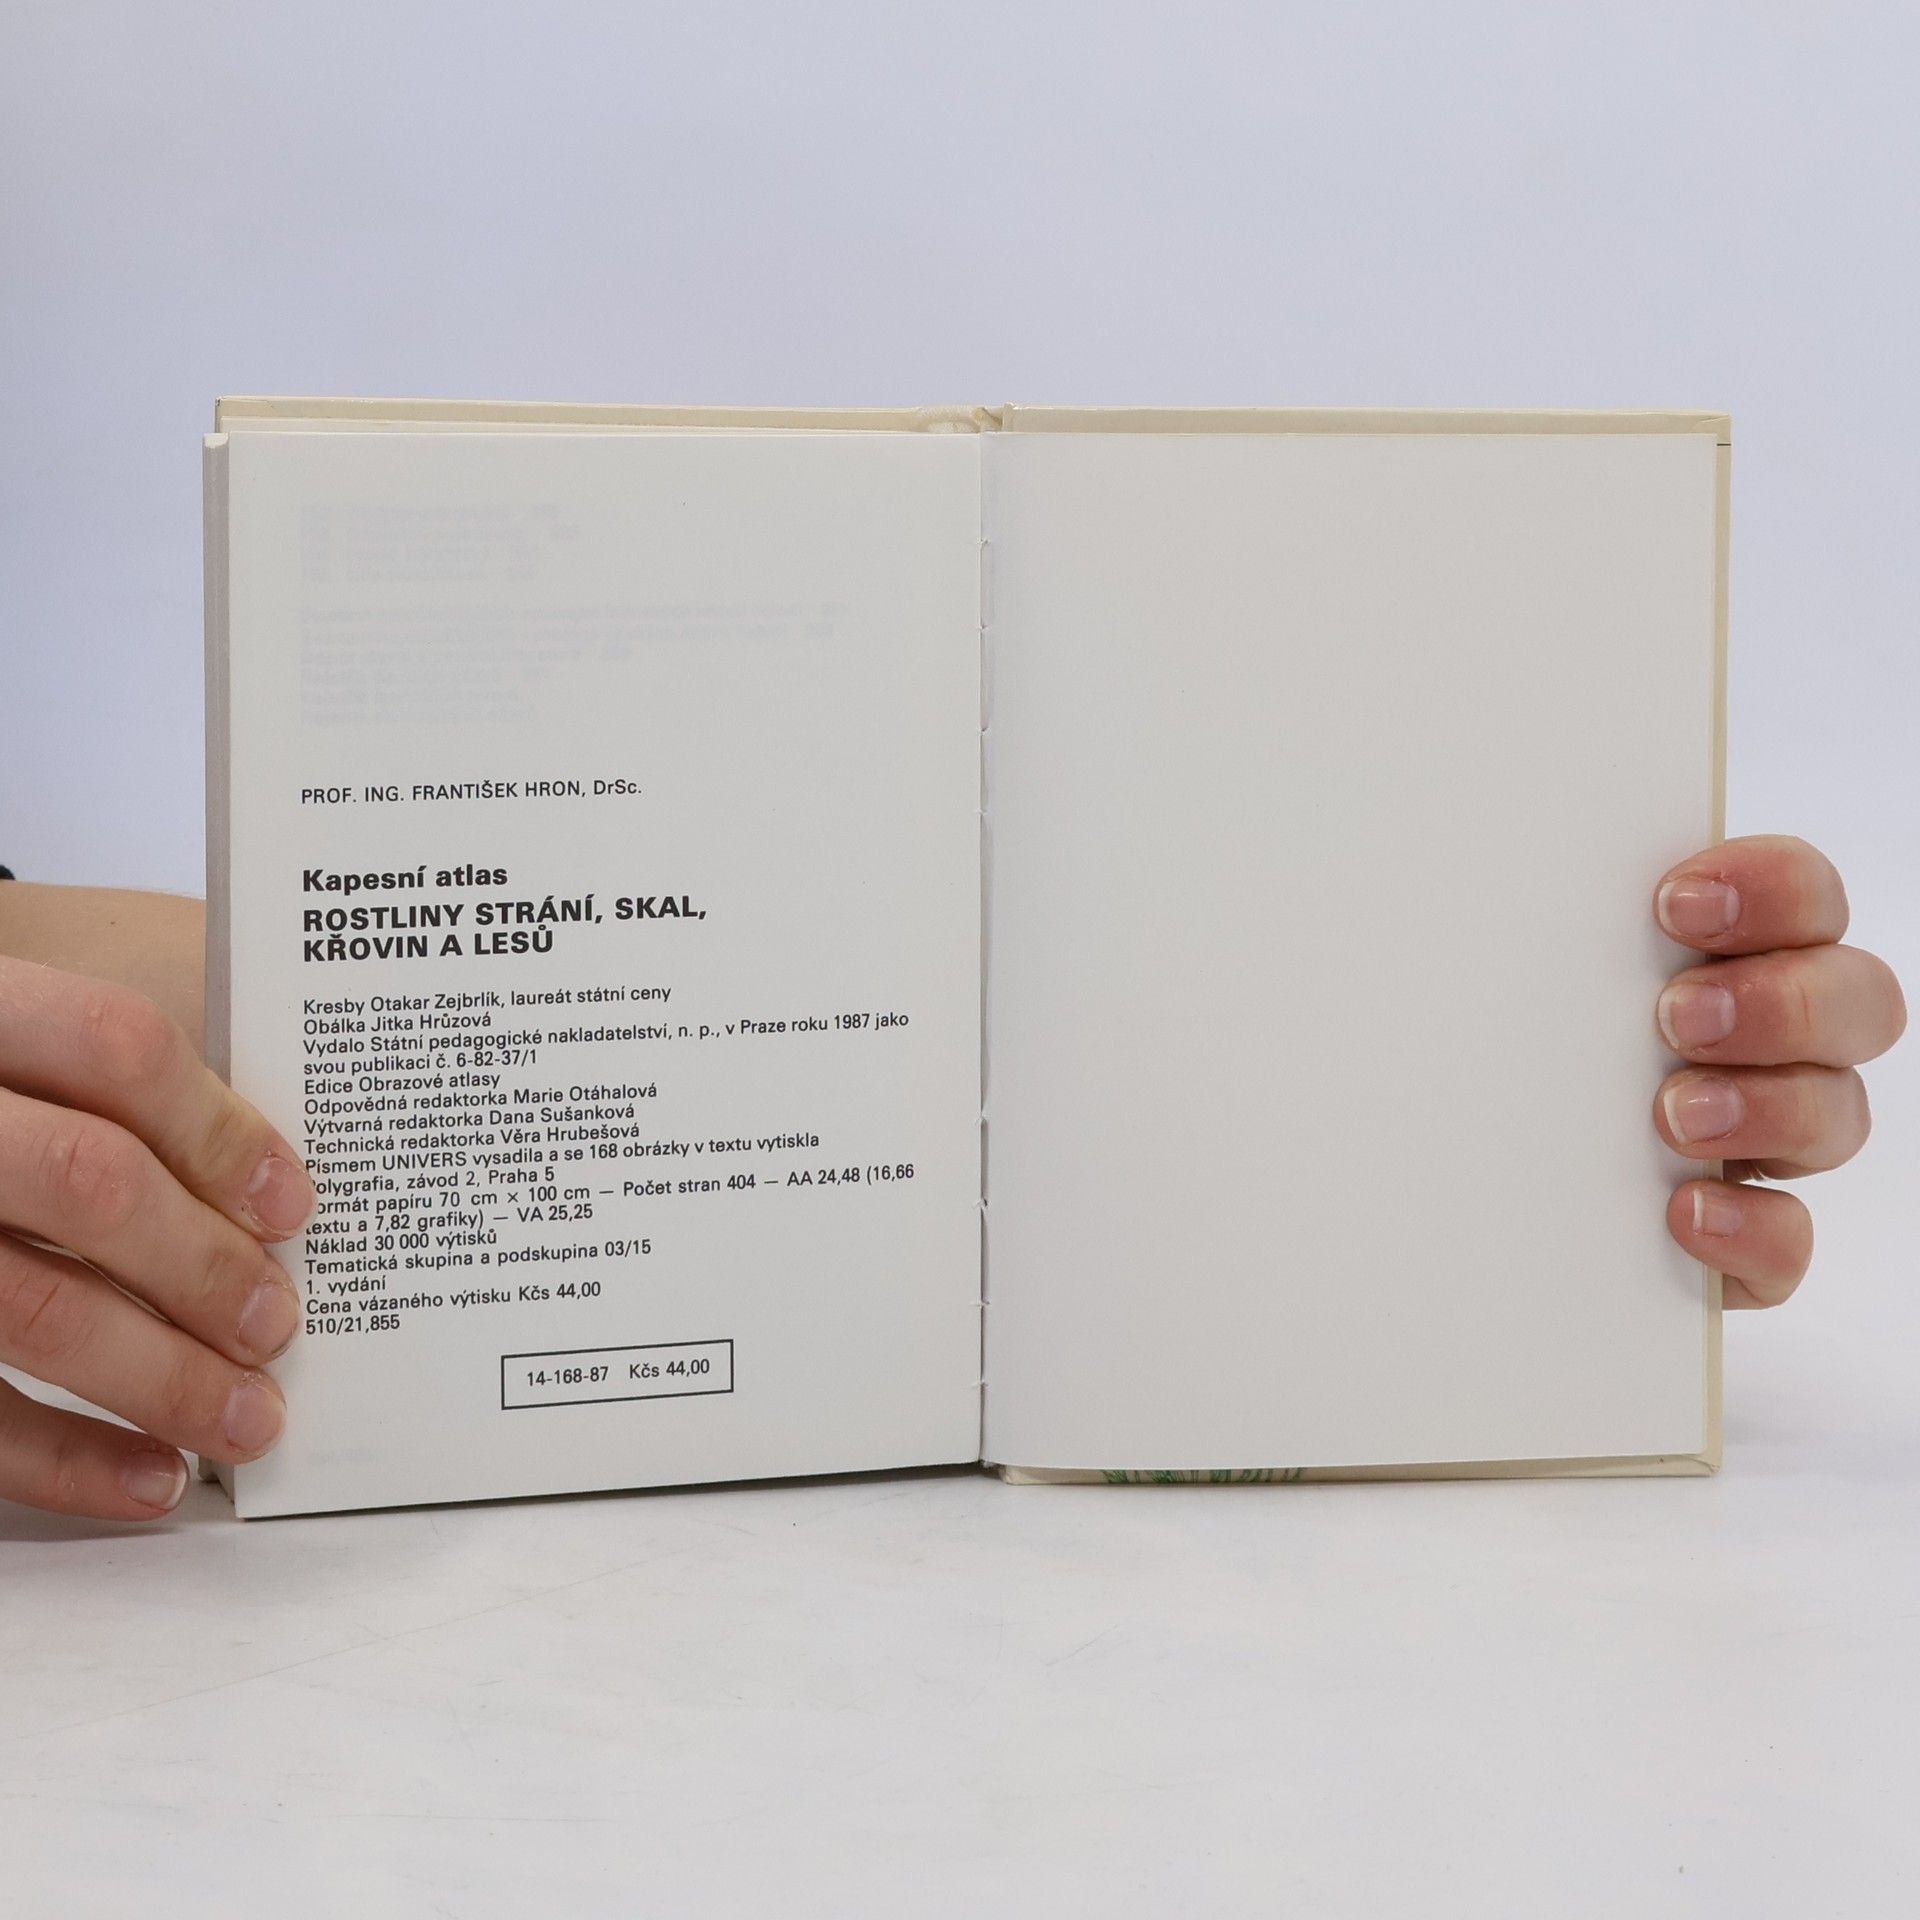 PROF. ING. FRANTIŠEK HRON, DrSc.
Kapesní atlas
ROSTLINY STRÁNÍ, SKAL,
KŘOVIN A LESŮ
Kresby Otakar Zejbrlík, laureát státní ceny
Obálka Jitka Hrůzová
Vydalo Státní pedagogické nakladatelství, n. p., v Praze roku 1987 jako
svou publikaci č. 6-82-37/1
Edice Obrazové atlasy
Odpovědná redaktorka Marie Otáhalová
Výtvarná redaktorka Dana Sušanková
Technická redaktorka Věra Hrubešová
Písmem UNIVERS vysadila a se 168 obrázky v textu vytiskla
olygrafia, závod 2, Praha 5
ormát papíru 70 cm × 100 cm — Počet stran 404 — AA 24,48 (16,66
textu a 7,82 grafiky) — VA 25,25
Náklad 30 000 výtisků
Tematická skupina a podskupina 03/15
1. vydání
Cena vázaného výtisku Kčs 44,00
510/21,855
14-168-87 Kčs 44,00